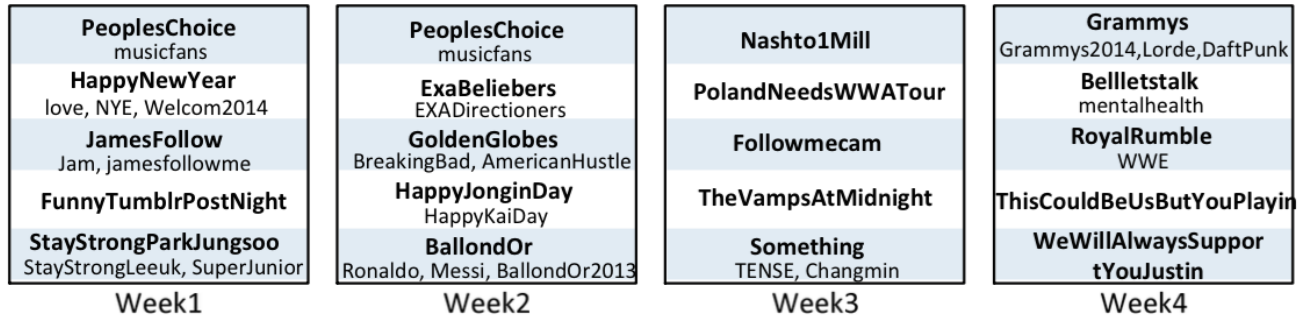 PeoplesChoice
musicfans
HappyNewYear
love, NYE, Welcom2014
JamesFollow
Jam, jamesfollowme
FunnyTumblrPostNight
StayStrongParkJungsoo
StayStrongLeeuk, SuperJunior
Week1
PeoplesChoice
musicfans
ExaBeliebers
EXADirectioners
GoldenGlobes
BreakingBad, AmericanHustle
HappyJonginDay
HappyKaiDay
BallondOr
Ronaldo, Messi, BallondOr2013
Week2
Nashto1Mill
PolandNeedsWWATour
Followmecam
TheVampsAtMidnight
Something
TENSE, Changmin
Week3
Grammys
Grammys2014,Lorde,DaftPunk
Bellletstalk
mentalhealth
RoyalRumble
WWE
ThisCouldBeUsButYouPlayin
WeWillAlwaysSuppor
tYouJustin
Week4